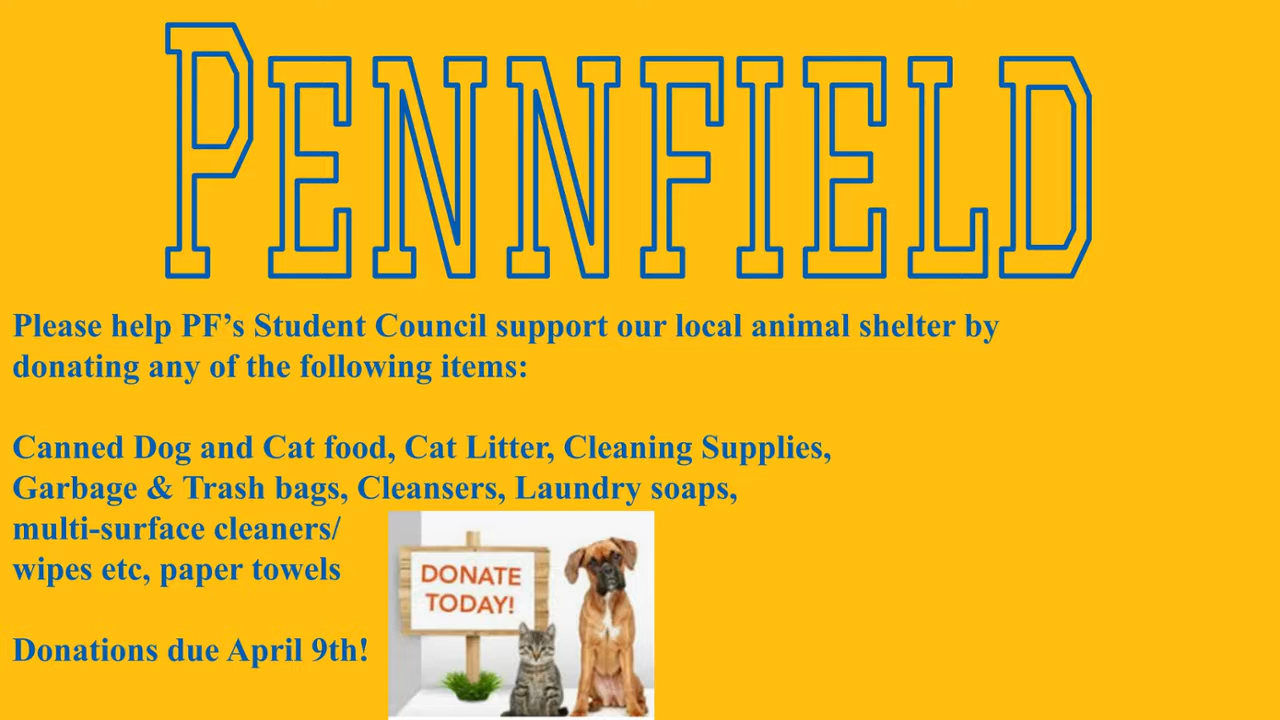 PENNFIELD
Please help PF’s Student Council support our local animal shelter by
donating any of the following items:
Canned Dog and Cat food, Cat Litter, Cleaning Supplies,
Garbage & Trash bags, Cleansers, Laundry soaps,
multi-surface cleaners/
wipes etc, paper towels
DONATE
TODAY!
Donations due April 9th!